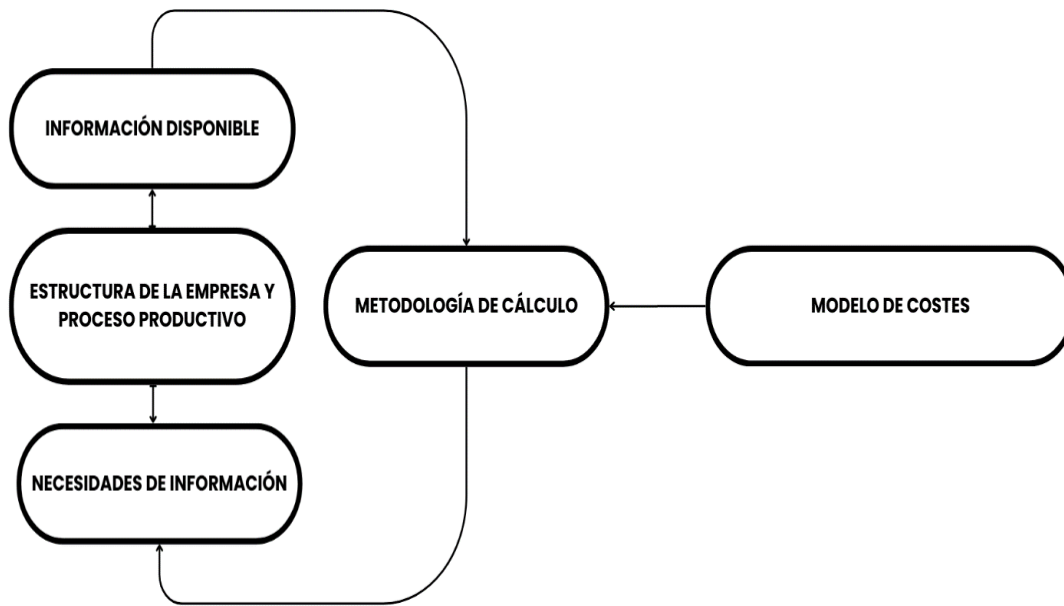 INFORMACIÓN DISPONIBLE
ESTRUCTURA DE LA EMPRESA Y
PROCESO PRODUCTIVO
NECESIDADES DE INFORMACIÓN
METODOLOGÍA DE CÁLCULO
MODELO DE COSTES